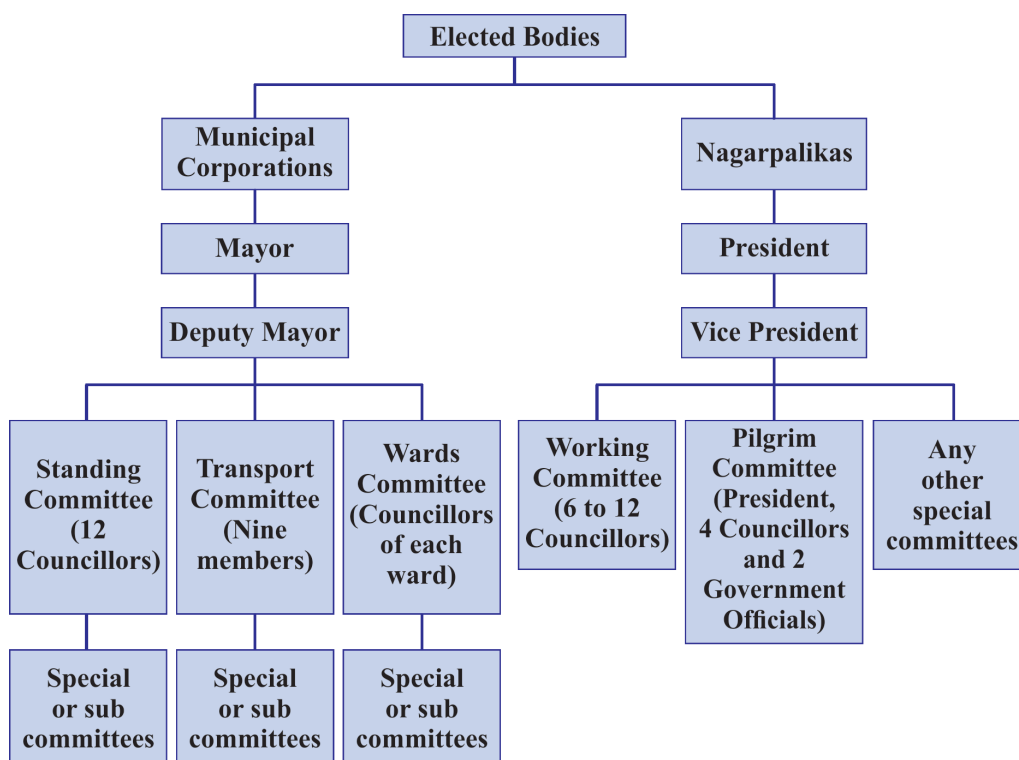 Elected Bodies
Municipal
Corporations
Nagarpalikas
Mayor
President
Deputy Mayor
Vice President
Standing
Committee
(12
Councillors)
Transport
Committee
(Nine
members)
Wards
Committee
(Councillors
of each
ward)
Working
Committee
(6 to 12
Councillors)
Pilgrim
Committee
(President,
4 Councillors
and 2
Government
Officials)
Any
other
special
committees
Special
or sub
committees
Special
or sub
committees
Special
or sub
committees